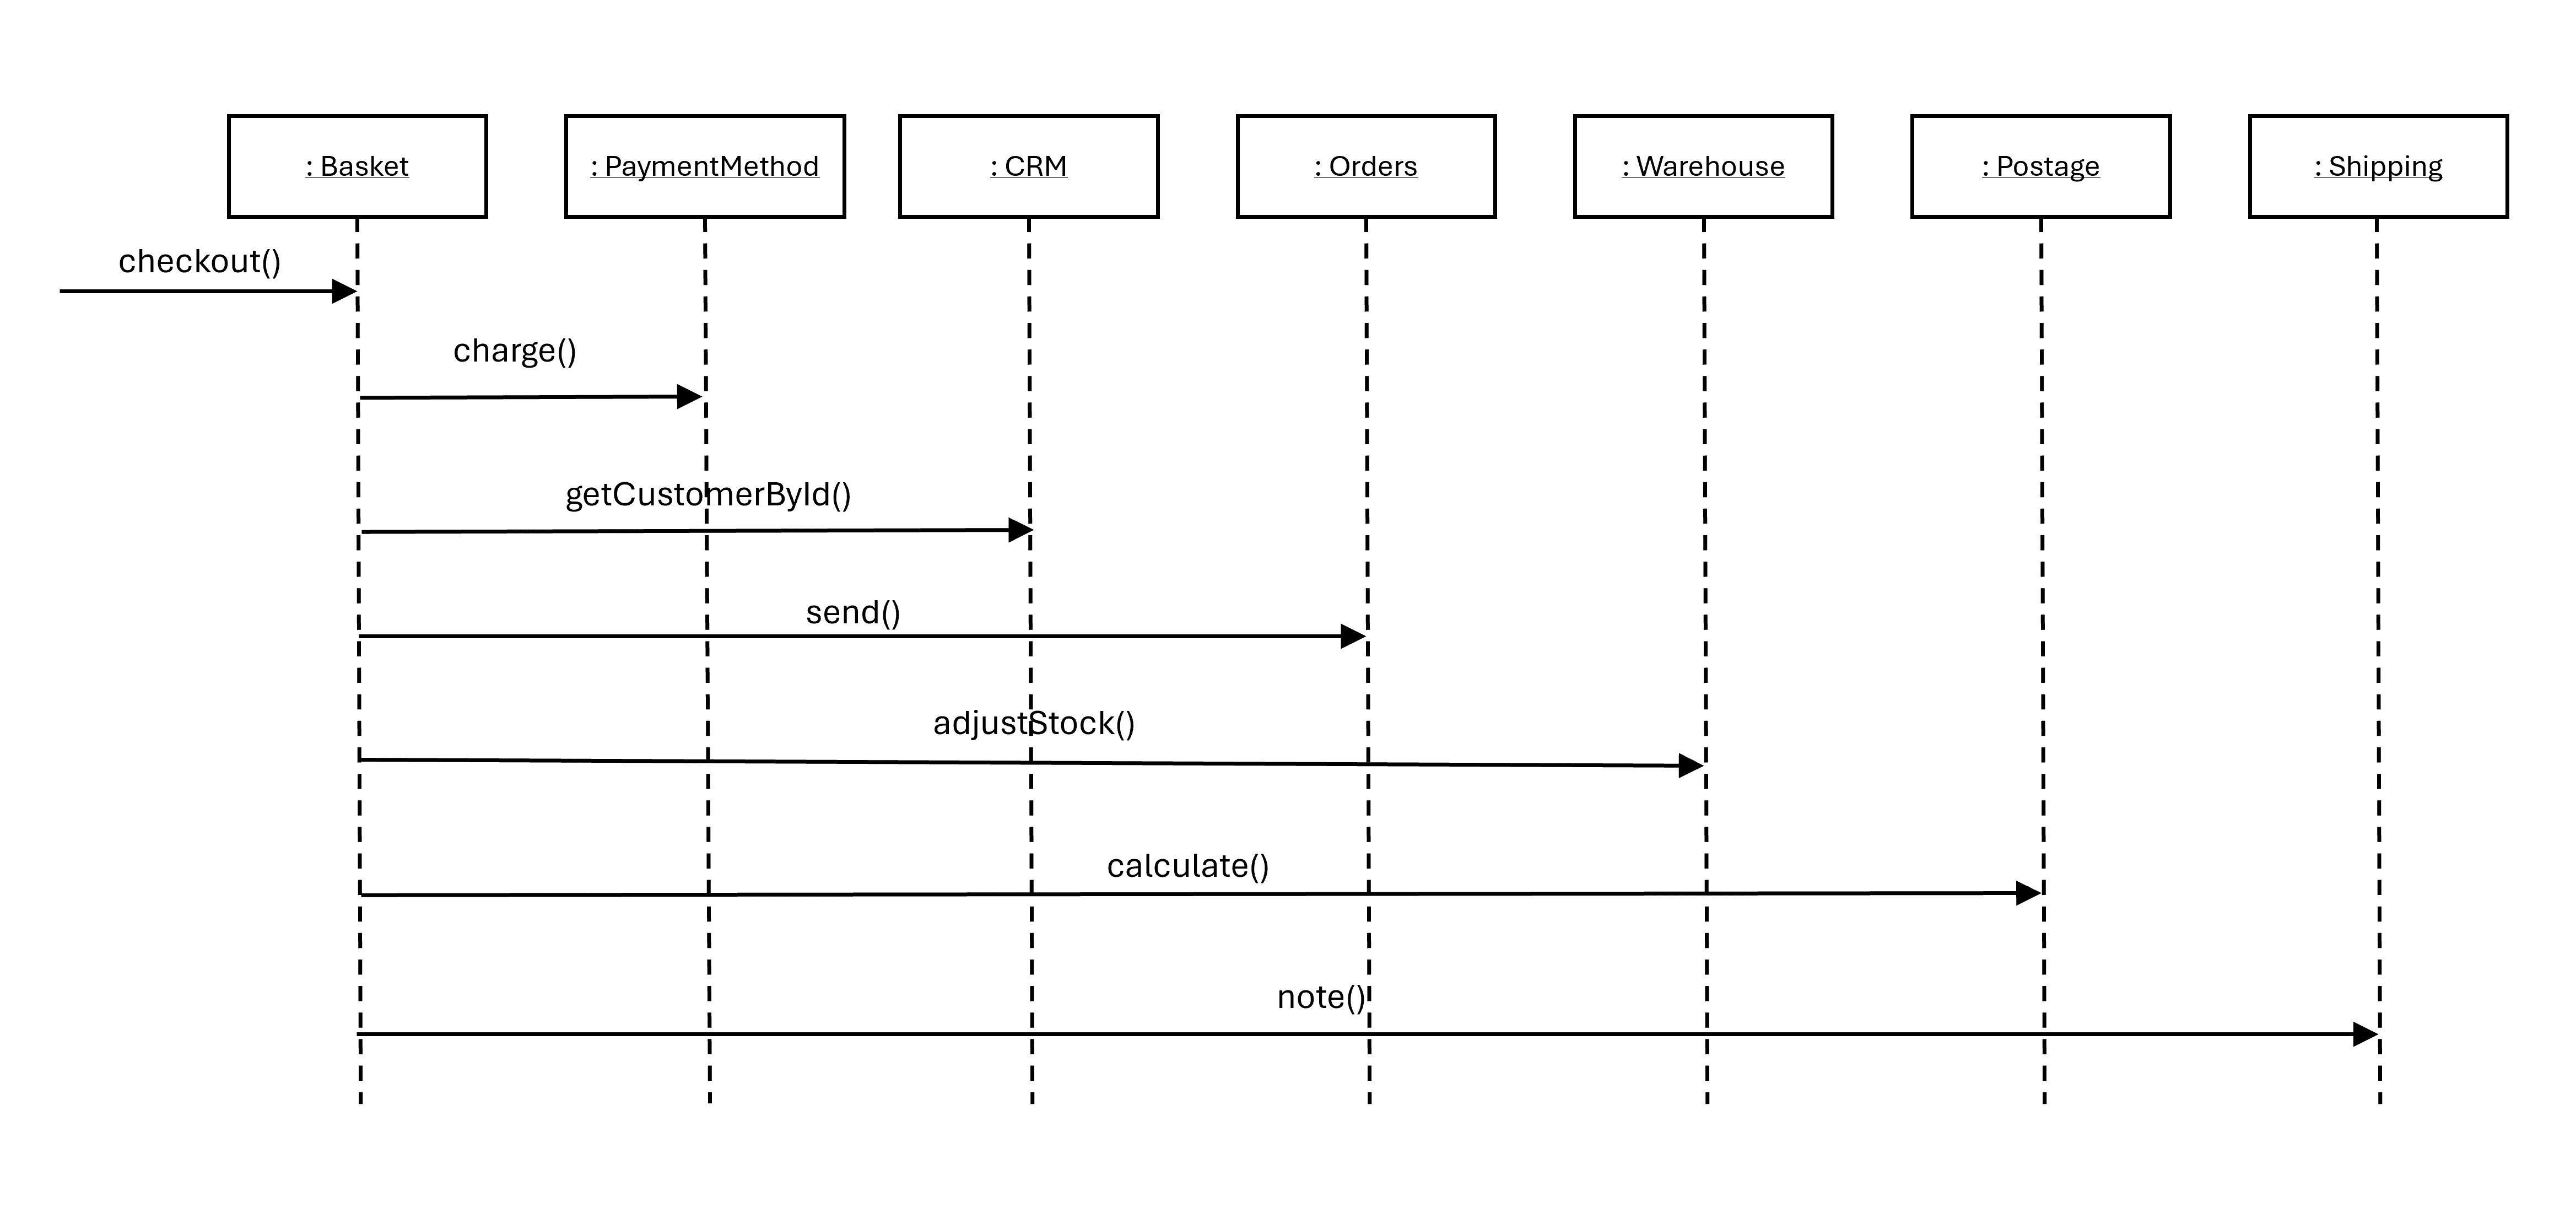 : Basket
: PaymentMethod
: CRM
: Orders
: Warehouse
: Postage
: Shipping
checkout()
charge()
getCustomerById()
send()
adjustStock()
calculate()
note()